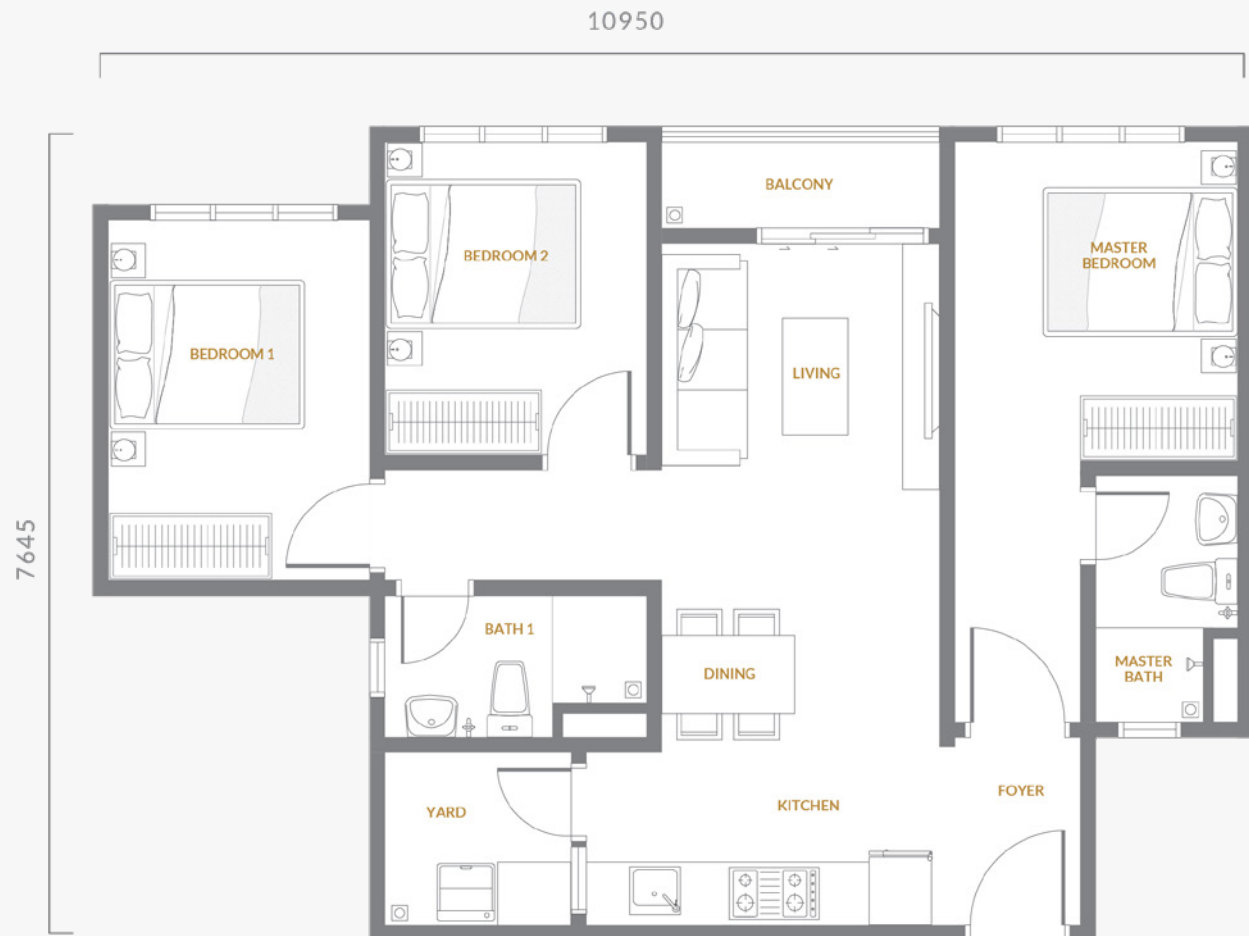 10950
BALCONY
BEDROOM 2
MASTER
BEDROOM
BEDROOM 1
LIVING
7645
BATH 1
DINING
MASTER
BATH
FOYER
KITCHEN
YARD